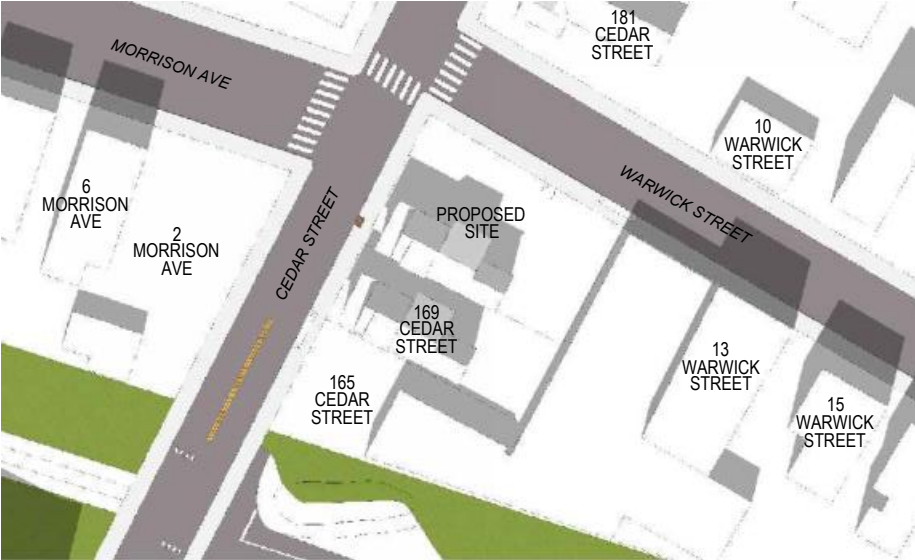 181
CEDAR
STREET
MORRISON AVE
10
WARWICK
STREET
WARWICK STREET
6
MORRISON
AVE
2
MORRISON
AVE
CEDAR STREET
PROPOSED
SITE
169
CEDAR
STREET
13
WARWICK
STREET
165
CEDAR
STREET
15
WARWICK
STREET